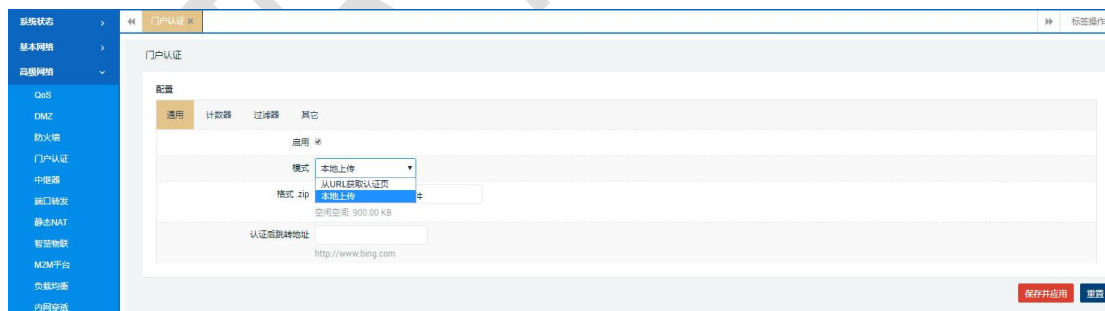 系统状态
门户认证
标签操作
基本网络
门户认证
高级网络
配置
QoS
通用 计数器 过滤器 其它
DMZ
防火墙
启用
门户认证
模式 本地上传
中继器
从URL获取认证页
端口转发
格式 .zip 本地上传
静态NAT
空闲空间: 900.00 KB
智慧物联
认证后跳转地址
M2M平台
http://www.bing.com
负载均衡
保存并应用 重置
内网穿透